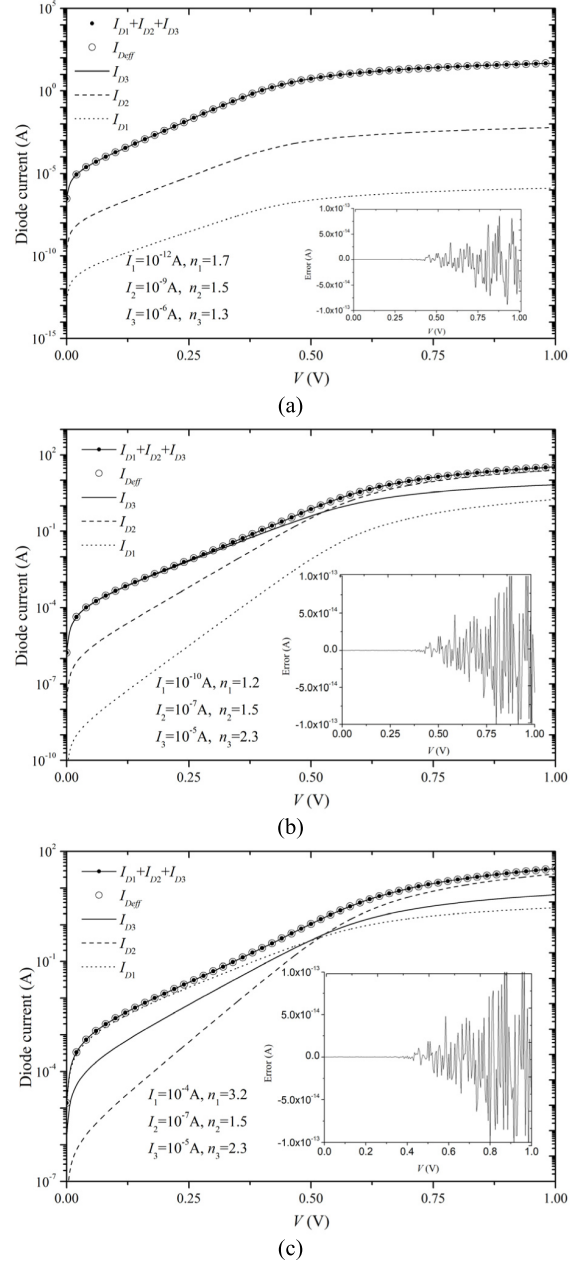 10^5
10^0
10^-5
10^-10
10^-15
Diode current (A)
I_D1+I_D2+I_D3
I_Deff
I_D3
I_D2
I_D1
I_1=10^-12A, n_1=1.7
I_2=10^-9A, n_2=1.5
I_3=10^-6A, n_3=1.3
1.0x10^-13
5.0x10^-14
0.0
-5.0x10^-14
-1.0x10^-13
Error (A)
0.00 0.25 0.50 0.75 1.00
V (V)
0.00 0.25 0.50 0.75 1.00
V (V)
(a)
10^2
10^-1
10^-4
10^-7
10^-10
Diode current (A)
I_D1+I_D2+I_D3
I_Deff
I_D3
I_D2
I_D1
I_1=10^-10A, n_1=1.2
I_2=10^-7A, n_2=1.5
I_3=10^-5A, n_3=2.3
1.0x10^-13
5.0x10^-14
0.0
-5.0x10^-14
-1.0x10^-13
Error (A)
0.00 0.25 0.50 0.75 1.00
V (V)
0.00 0.25 0.50 0.75 1.00
V (V)
(b)
10^2
10^-1
10^-4
10^-7
Diode current (A)
I_D1+I_D2+I_D3
I_Deff
I_D3
I_D2
I_D1
I_1=10^-4A, n_1=3.2
I_2=10^-7A, n_2=1.5
I_3=10^-5A, n_3=2.3
1.0x10^-13
5.0x10^-14
0.0
-5.0x10^-14
-1.0x10^-13
Error (A)
0.0 0.2 0.4 0.6 0.8 1.0
V (V)
0.00 0.25 0.50 0.75 1.00
V (V)
(c)